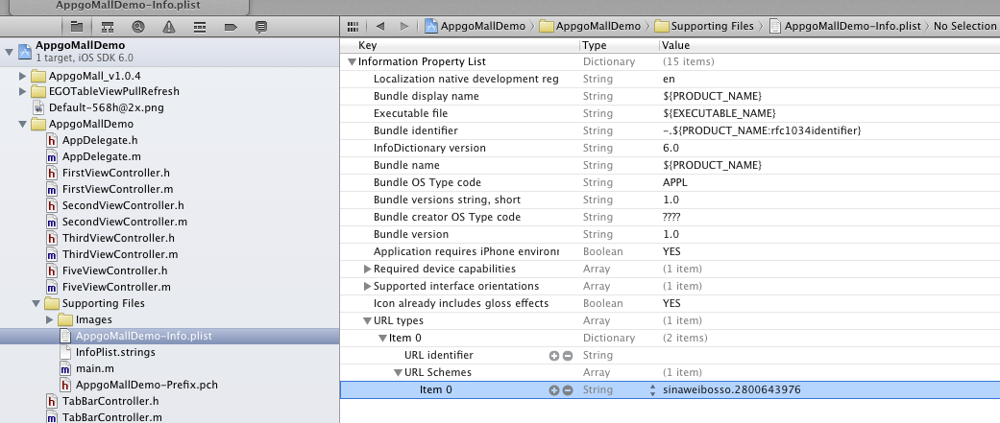 AppgoMallDemo-Info.plist
AppgoMallDemo
1 target, iOS SDK 6.0
AppgoMall_v1.0.4
EGOTableViewPullRefresh
Default-568h@2x.png
AppgoMallDemo
AppDelegate.h
AppDelegate.m
FirstViewController.h
FirstViewController.m
SecondViewController.h
SecondViewController.m
ThirdViewController.h
ThirdViewController.m
FiveViewController.h
FiveViewController.m
Supporting Files
Images
AppgoMallDemo-Info.plist
InfoPlist.strings
main.m
AppgoMallDemo-Prefix.pch
TabBarController.h
TabBarController.m
AppgoMallDemo AppgoMallDemo Supporting Files AppgoMallDemo-Info.plist No Selection
Key Type Value
Information Property List Dictionary (15 items)
Localization native development reg String en
Bundle display name String ${PRODUCT_NAME}
Executable file String ${EXECUTABLE_NAME}
Bundle identifier String -.${PRODUCT_NAME:rfc1034identifier}
InfoDictionary version String 6.0
Bundle name String ${PRODUCT_NAME}
Bundle OS Type code String APPL
Bundle versions string, short String 1.0
Bundle creator OS Type code String ????
Bundle version String 1.0
Application requires iPhone environ Boolean YES
Required device capabilities Array (1 item)
Supported interface orientations Array (1 item)
Icon already includes gloss effects Boolean YES
URL types Array (1 item)
Item 0 Dictionary (2 items)
URL identifier String
URL Schemes Array (1 item)
Item 0 String sinaweibosso.2800643976